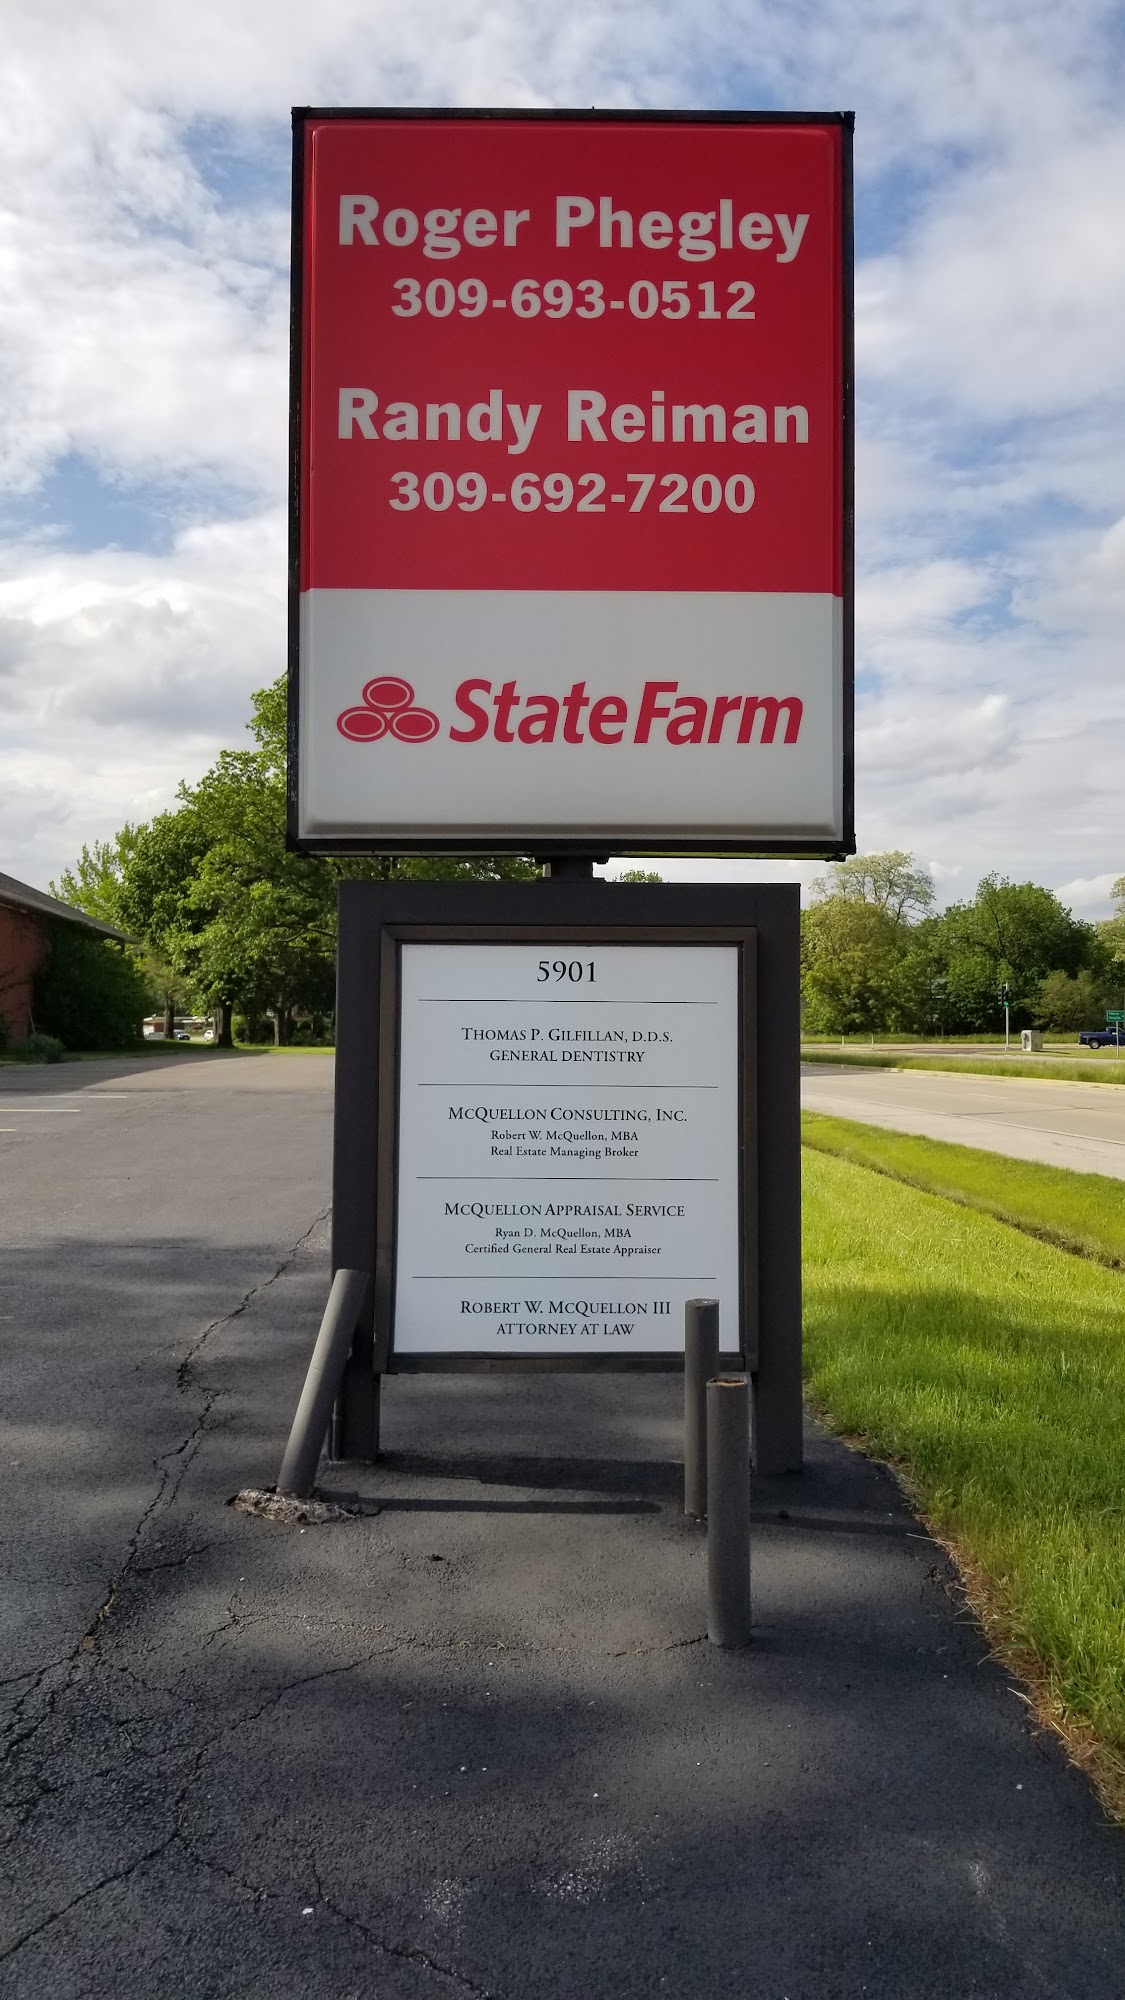 Roger Phegley
309-693-0512
Randy Reiman
309-692-7200
State Farm
5901
THOMAS P. GILFILLAN, D.D.S.
GENERAL DENTISTRY
MCQUELLON CONSULTING, INC.
Robert W. McQuellon, MBA
Real Estate Managing Broker
MCQUELLON APPRAISAL SERVICE
Ryan D. McQuellon, MBA
Certified General Real Estate Appraiser
ROBERT W. MCQUELLON III
ATTORNEY AT LAW